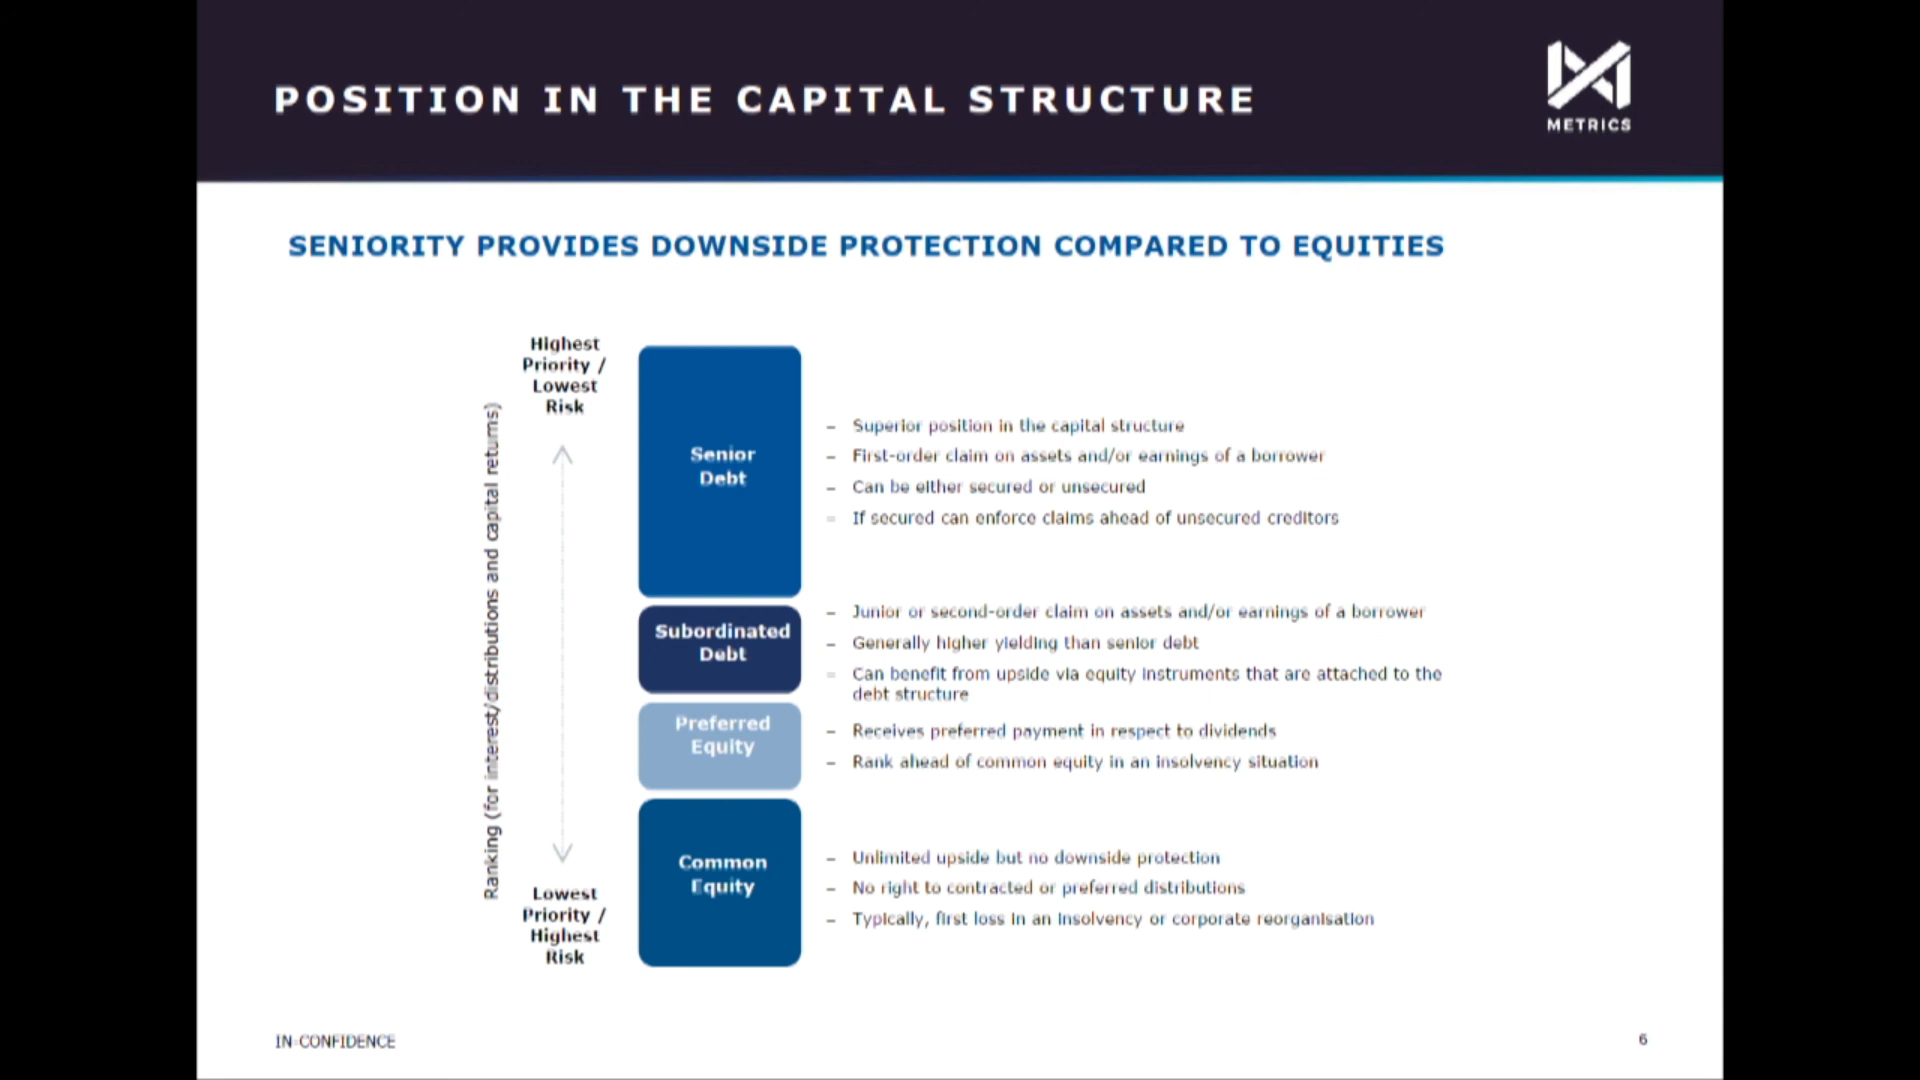 POSITION IN THE CAPITAL STRUCTURE
METRICS
SENIORITY PROVIDES DOWNSIDE PROTECTION COMPARED TO EQUITIES
Ranking (for interest/distributions and capital returns)
Highest
Priority /
Lowest
Risk
Senior
Debt
– Superior position in the capital structure
– First-order claim on assets and/or earnings of a borrower
– Can be either secured or unsecured
– If secured can enforce claims ahead of unsecured creditors
Subordinated
Debt
– Junior or second-order claim on assets and/or earnings of a borrower
– Generally higher yielding than senior debt
– Can benefit from upside via equity instruments that are attached to the
debt structure
Preferred
Equity
– Receives preferred payment in respect to dividends
– Rank ahead of common equity in an insolvency situation
Common
Equity
– Unlimited upside but no downside protection
– No right to contracted or preferred distributions
– Typically, first loss in an insolvency or corporate reorganisation
Lowest
Priority /
Highest
Risk
IN-CONFIDENCE
6